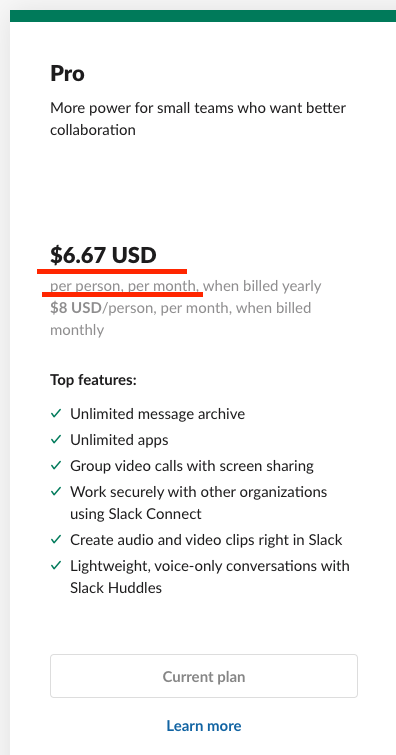 Pro
More power for small teams who want better
collaboration
$6.67 USD
per person, per month, when billed yearly
$8 USD/person, per month, when billed
monthly
Top features:
✓ Unlimited message archive
✓ Unlimited apps
✓ Group video calls with screen sharing
✓ Work securely with other organizations
using Slack Connect
✓ Create audio and video clips right in Slack
✓ Lightweight, voice-only conversations with
Slack Huddles
Current plan
Learn more